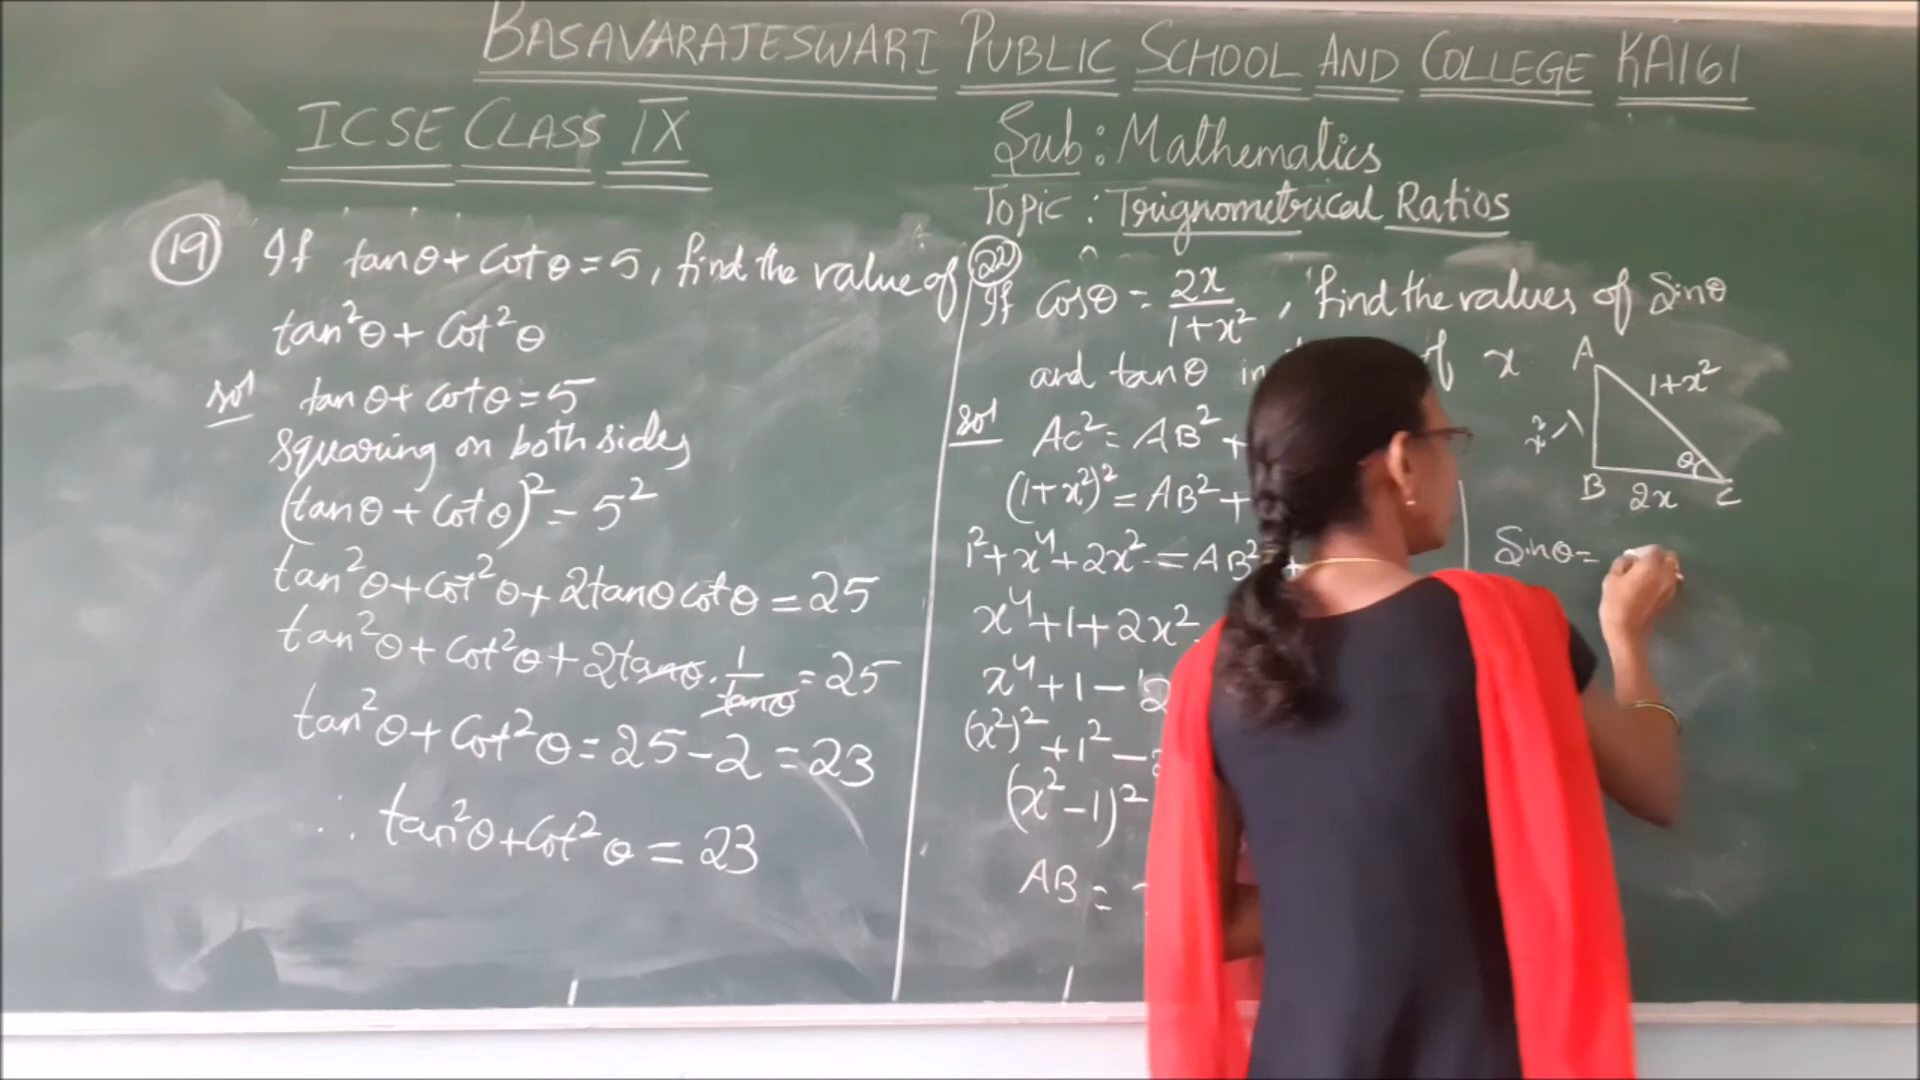 BASAVARAJESWARI PUBLIC SCHOOL AND COLLEGE KA161
ICSE CLASS IX
Sub: Mathematics
Topic: Trignometrical Ratios
19 If tanθ + cotθ = 5, find the value of
tan²θ + Cot²θ
Sol tanθ + cotθ = 5
Squaring on both sides
(tanθ + Cotθ)² = 5²
tan²θ + cot²θ + 2tanθcotθ = 25
tan²θ + cot²θ + 2tanθ · 1/tanθ = 25
tan²θ + Cot²θ = 25 - 2 = 23
∴ tan²θ + Cot²θ = 23
22
If cosθ = 2x/1+x², find the values of Sinθ
and tanθ in of x
Sol AC² = AB² +
(1+x²)² = AB² +
1² + x⁴ + 2x² = AB² +
x⁴ + 1 + 2x²
x⁴ + 1 - 2
(x²)² + 1² -
(x² - 1)²
AB =
A
1+x²
θ
B 2x C
Sinθ =